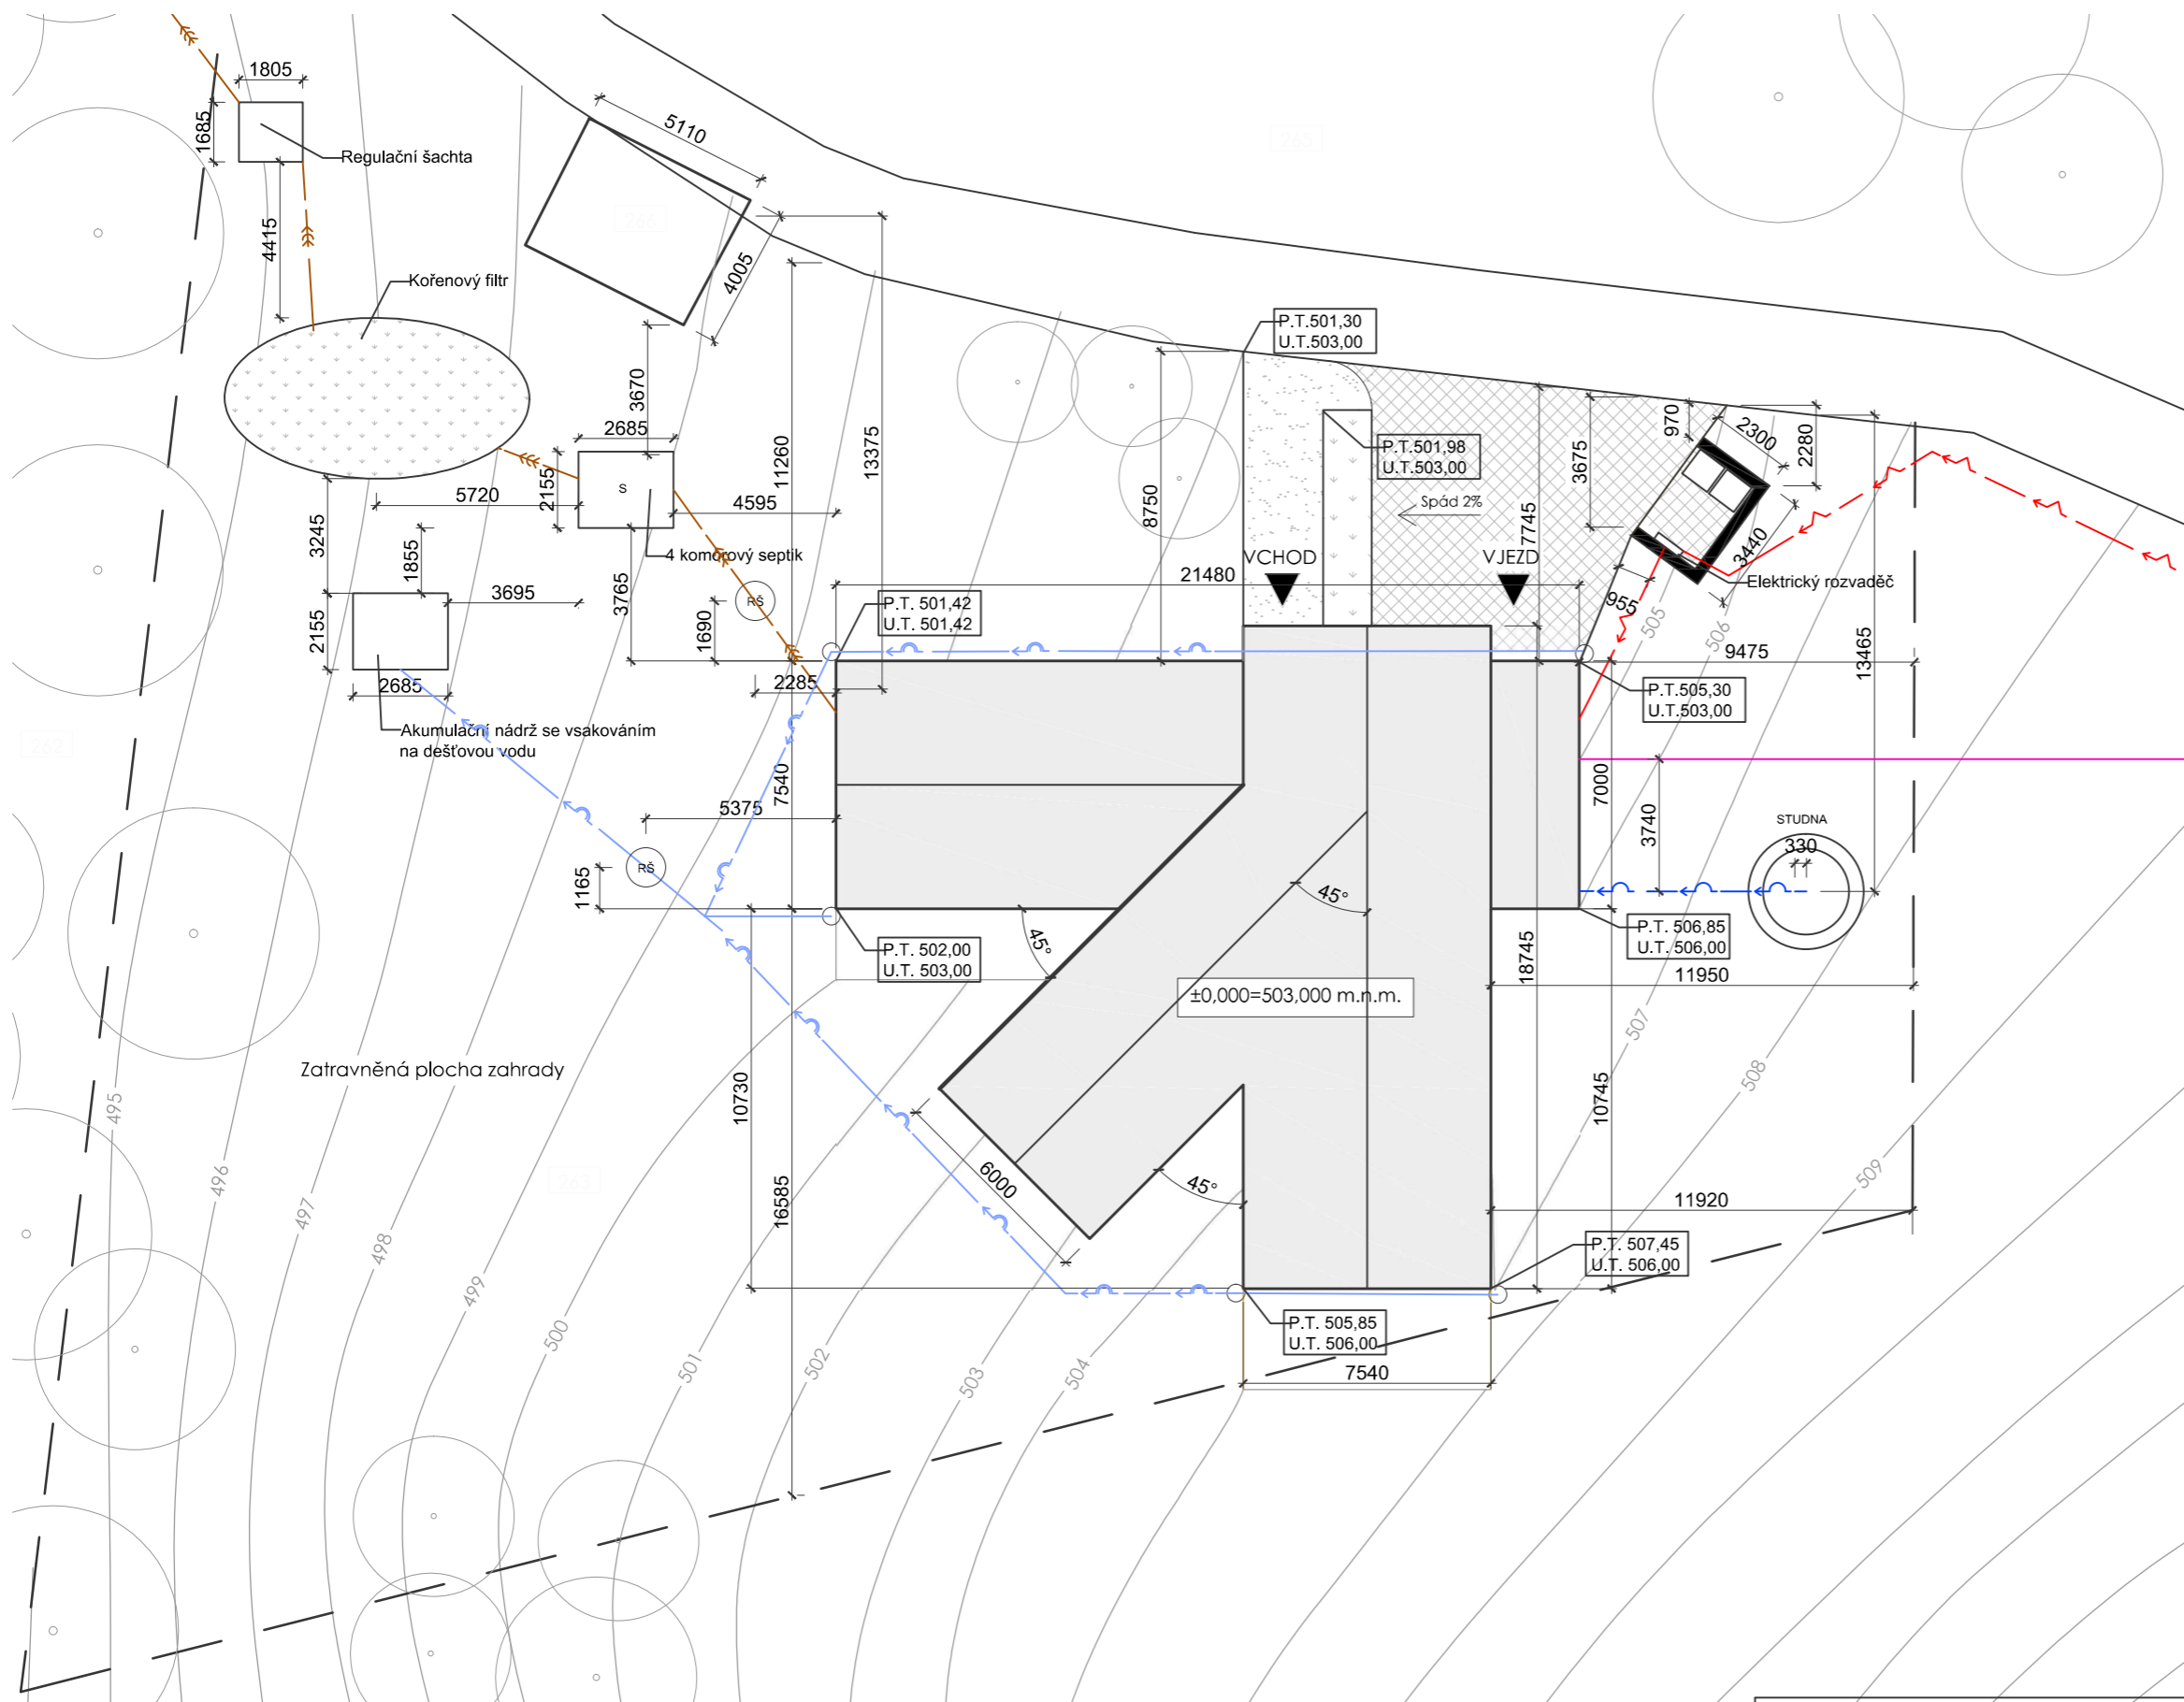 1805
1685
Regulační šachta
4415
5110
4005
266
265
Kořenový filtr
3670
2685
2155
S
5720
4595
3245
1855
4 komorový septik
3695
3765
2155
2685
1690
RŠ
2285
Akumulační nádrž se vsakováním
na dešťovou vodu
262
11260
13375
P.T.501,30
U.T.503,00
8750
P.T.501,98
U.T.503,00
Spád 2%
7745
3675
970
2300
2280
3440
Elektrický rozvaděč
VCHOD
VJEZD
21480
955
505
506
P.T. 501,42
U.T. 501,42
9475
13465
P.T.505,30
U.T.503,00
7540
5375
RŠ
1165
7000
3740
STUDNA
330
45°
45°
P.T. 502,00
U.T. 503,00
P.T. 506,85
U.T. 506,00
18745
11950
±0,000=503,000 m.n.m.
507
508
Zatravněná plocha zahrady
10730
10745
495
496
497
498
499
500
501
502
503
504
509
263
16585
6000
45°
11920
P.T. 507,45
U.T. 506,00
P.T. 505,85
U.T. 506,00
7540